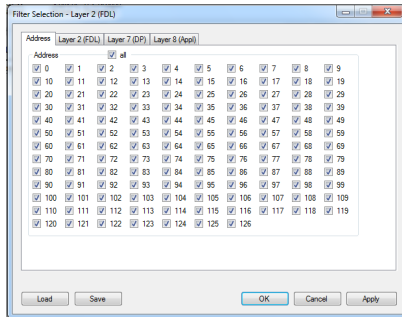 Filter Selection - Layer 2 (FDL)
Address Layer 2 (FDL) Layer 7 (DP) Layer 8 (Appl)
Address all
0 1 2 3 4 5 6 7 8 9
10 11 12 13 14 15 16 17 18 19
20 21 22 23 24 25 26 27 28 29
30 31 32 33 34 35 36 37 38 39
40 41 42 43 44 45 46 47 48 49
50 51 52 53 54 55 56 57 58 59
60 61 62 63 64 65 66 67 68 69
70 71 72 73 74 75 76 77 78 79
80 81 82 83 84 85 86 87 88 89
90 91 92 93 94 95 96 97 98 99
100 101 102 103 104 105 106 107 108 109
110 111 112 113 114 115 116 117 118 119
120 121 122 123 124 125 126
Load Save OK Cancel Apply